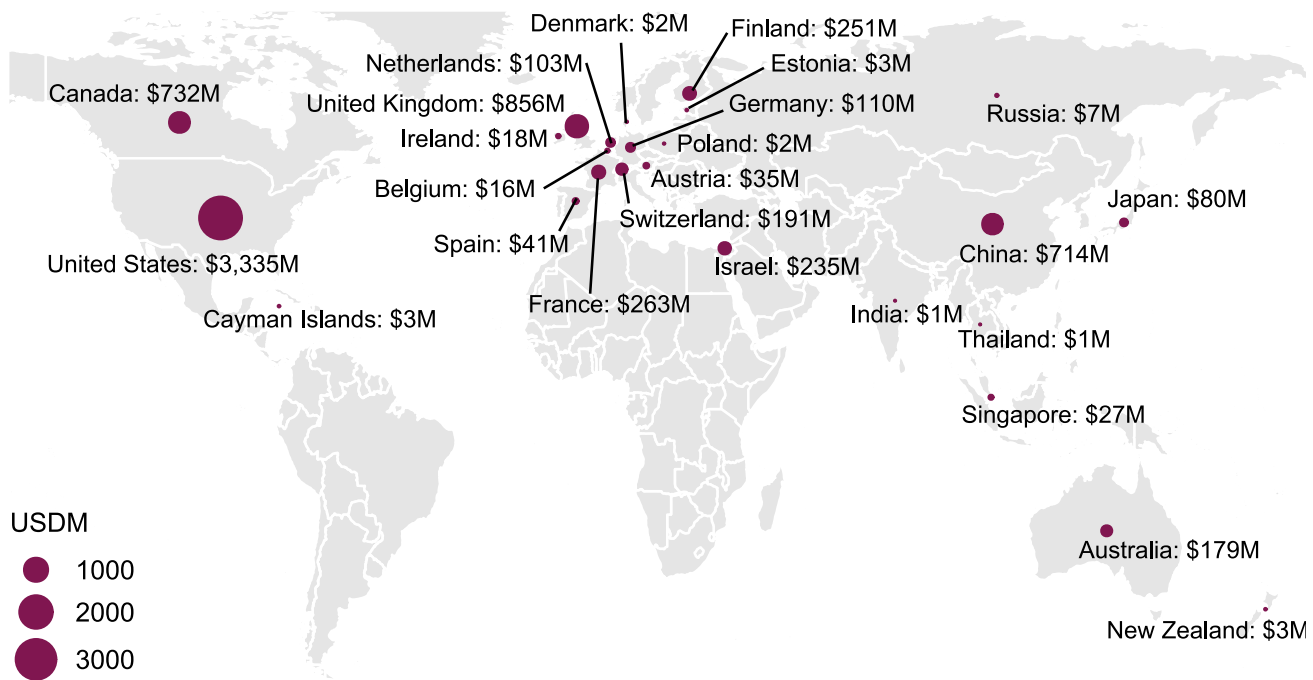 Denmark: $2M
Finland: $251M
Netherlands: $103M
Estonia: $3M
Canada: $732M
United Kingdom: $856M
Germany: $110M
Russia: $7M
Ireland: $18M
Poland: $2M
Belgium: $16M
Austria: $35M
Japan: $80M
Switzerland: $191M
Spain: $41M
China: $714M
United States: $3,335M
Israel: $235M
France: $263M
India: $1M
Cayman Islands: $3M
Thailand: $1M
Singapore: $27M
USDM
Australia: $179M
1000
2000
New Zealand: $3M
3000